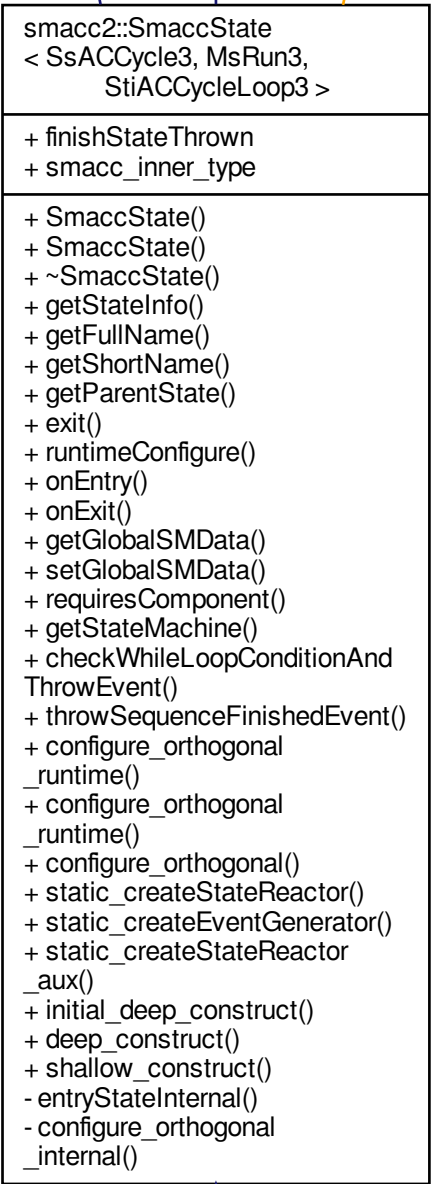 smacc2::SmaccState
< SsACCycle3, MsRun3,
StiACCycleLoop3 >
+ finishStateThrown
+ smacc_inner_type
+ SmaccState()
+ SmaccState()
+ ~SmaccState()
+ getStateInfo()
+ getFullName()
+ getShortName()
+ getParentState()
+ exit()
+ runtimeConfigure()
+ onEntry()
+ onExit()
+ getGlobalSMData()
+ setGlobalSMData()
+ requiresComponent()
+ getStateMachine()
+ checkWhileLoopConditionAnd
ThrowEvent()
+ throwSequenceFinishedEvent()
+ configure_orthogonal
_runtime()
+ configure_orthogonal
_runtime()
+ configure_orthogonal()
+ static_createStateReactor()
+ static_createEventGenerator()
+ static_createStateReactor
_aux()
+ initial_deep_construct()
+ deep_construct()
+ shallow_construct()
- entryStateInternal()
- configure_orthogonal
_internal()